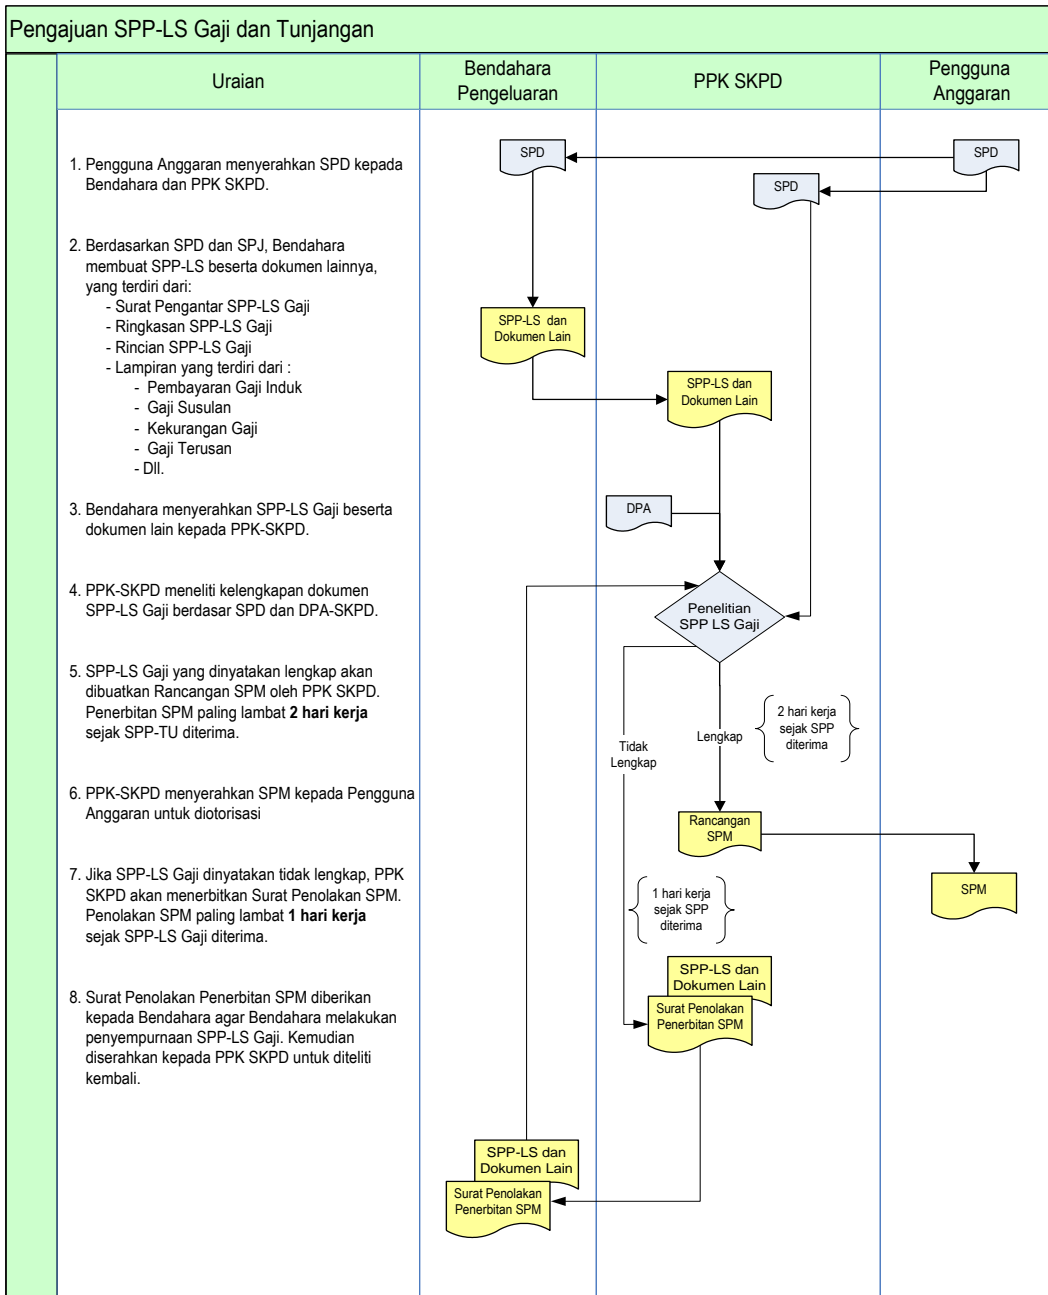 Pengajuan SPP-LS Gaji dan Tunjangan
Uraian
Bendahara
Pengeluaran
PPK SKPD
Pengguna
Anggaran
1. Pengguna Anggaran menyerahkan SPD kepada
Bendahara dan PPK SKPD.
2. Berdasarkan SPD dan SPJ, Bendahara
membuat SPP-LS beserta dokumen lainnya,
yang terdiri dari:
- Surat Pengantar SPP-LS Gaji
- Ringkasan SPP-LS Gaji
- Rincian SPP-LS Gaji
- Lampiran yang terdiri dari :
- Pembayaran Gaji Induk
- Gaji Susulan
- Kekurangan Gaji
- Gaji Terusan
- Dll.
3. Bendahara menyerahkan SPP-LS Gaji beserta
dokumen lain kepada PPK-SKPD.
4. PPK-SKPD meneliti kelengkapan dokumen
SPP-LS Gaji berdasar SPD dan DPA-SKPD.
5. SPP-LS Gaji yang dinyatakan lengkap akan
dibuatkan Rancangan SPM oleh PPK SKPD.
Penerbitan SPM paling lambat 2 hari kerja
sejak SPP-TU diterima.
6. PPK-SKPD menyerahkan SPM kepada Pengguna
Anggaran untuk diotorisasi
7. Jika SPP-LS Gaji dinyatakan tidak lengkap, PPK
SKPD akan menerbitkan Surat Penolakan SPM.
Penolakan SPM paling lambat 1 hari kerja
sejak SPP-LS Gaji diterima.
8. Surat Penolakan Penerbitan SPM diberikan
kepada Bendahara agar Bendahara melakukan
penyempurnaan SPP-LS Gaji. Kemudian
diserahkan kepada PPK SKPD untuk diteliti
kembali.
SPD
SPD
SPD
SPP-LS dan
Dokumen Lain
SPP-LS dan
Dokumen Lain
DPA
Penelitian
SPP LS Gaji
Tidak
Lengkap
Lengkap
2 hari kerja
sejak SPP
diterima
Rancangan
SPM
SPM
1 hari kerja
sejak SPP
diterima
SPP-LS dan
Dokumen Lain
Surat Penolakan
Penerbitan SPM
SPP-LS dan
Dokumen Lain
Surat Penolakan
Penerbitan SPM